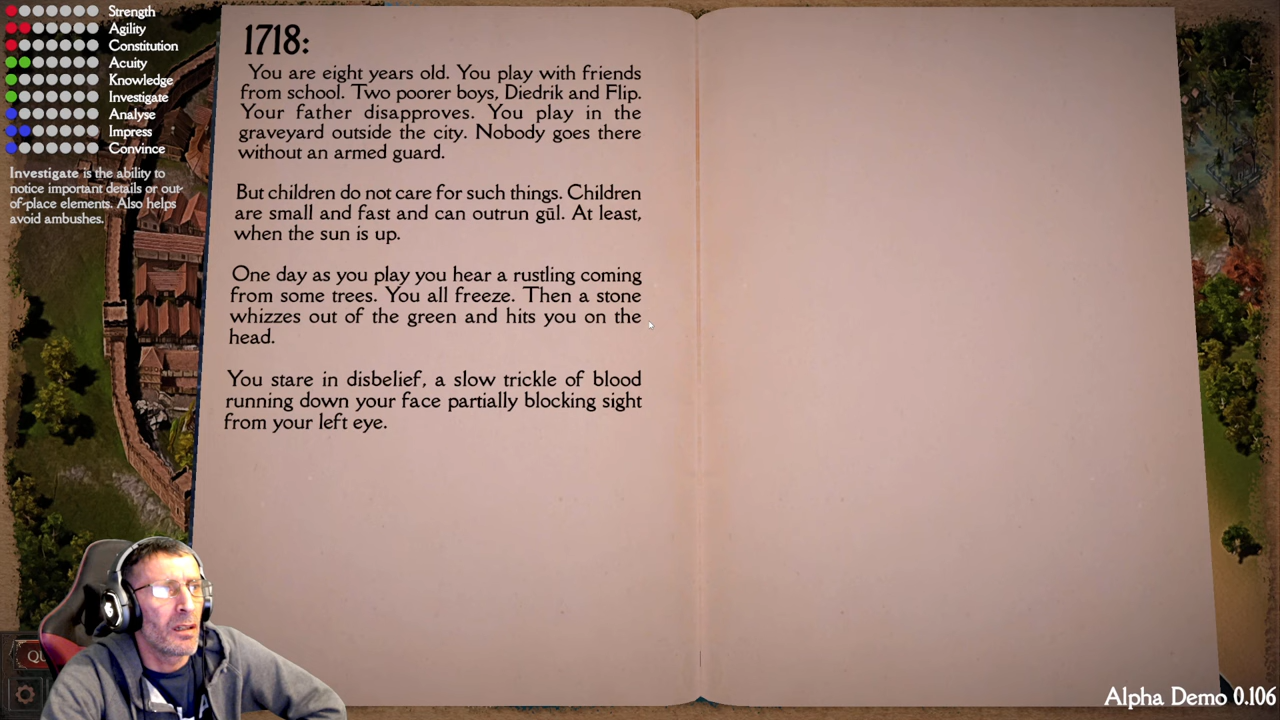 Strength
Agility
Constitution
Acuity
Knowledge
Investigate
Analyse
Impress
Convince
Investigate is the ability to
notice important details or out-
of-place elements. Also helps
avoid ambushes.
1718:
You are eight years old. You play with friends
from school. Two poorer boys, Diedrik and Flip.
Your father disapproves. You play in the
graveyard outside the city. Nobody goes there
without an armed guard.
But children do not care for such things. Children
are small and fast and can outrun gūl. At least,
when the sun is up.
One day as you play you hear a rustling coming
from some trees. You all freeze. Then a stone
whizzes out of the green and hits you on the
head.
You stare in disbelief, a slow trickle of blood
running down your face partially blocking sight
from your left eye.
Alpha Demo 0.106